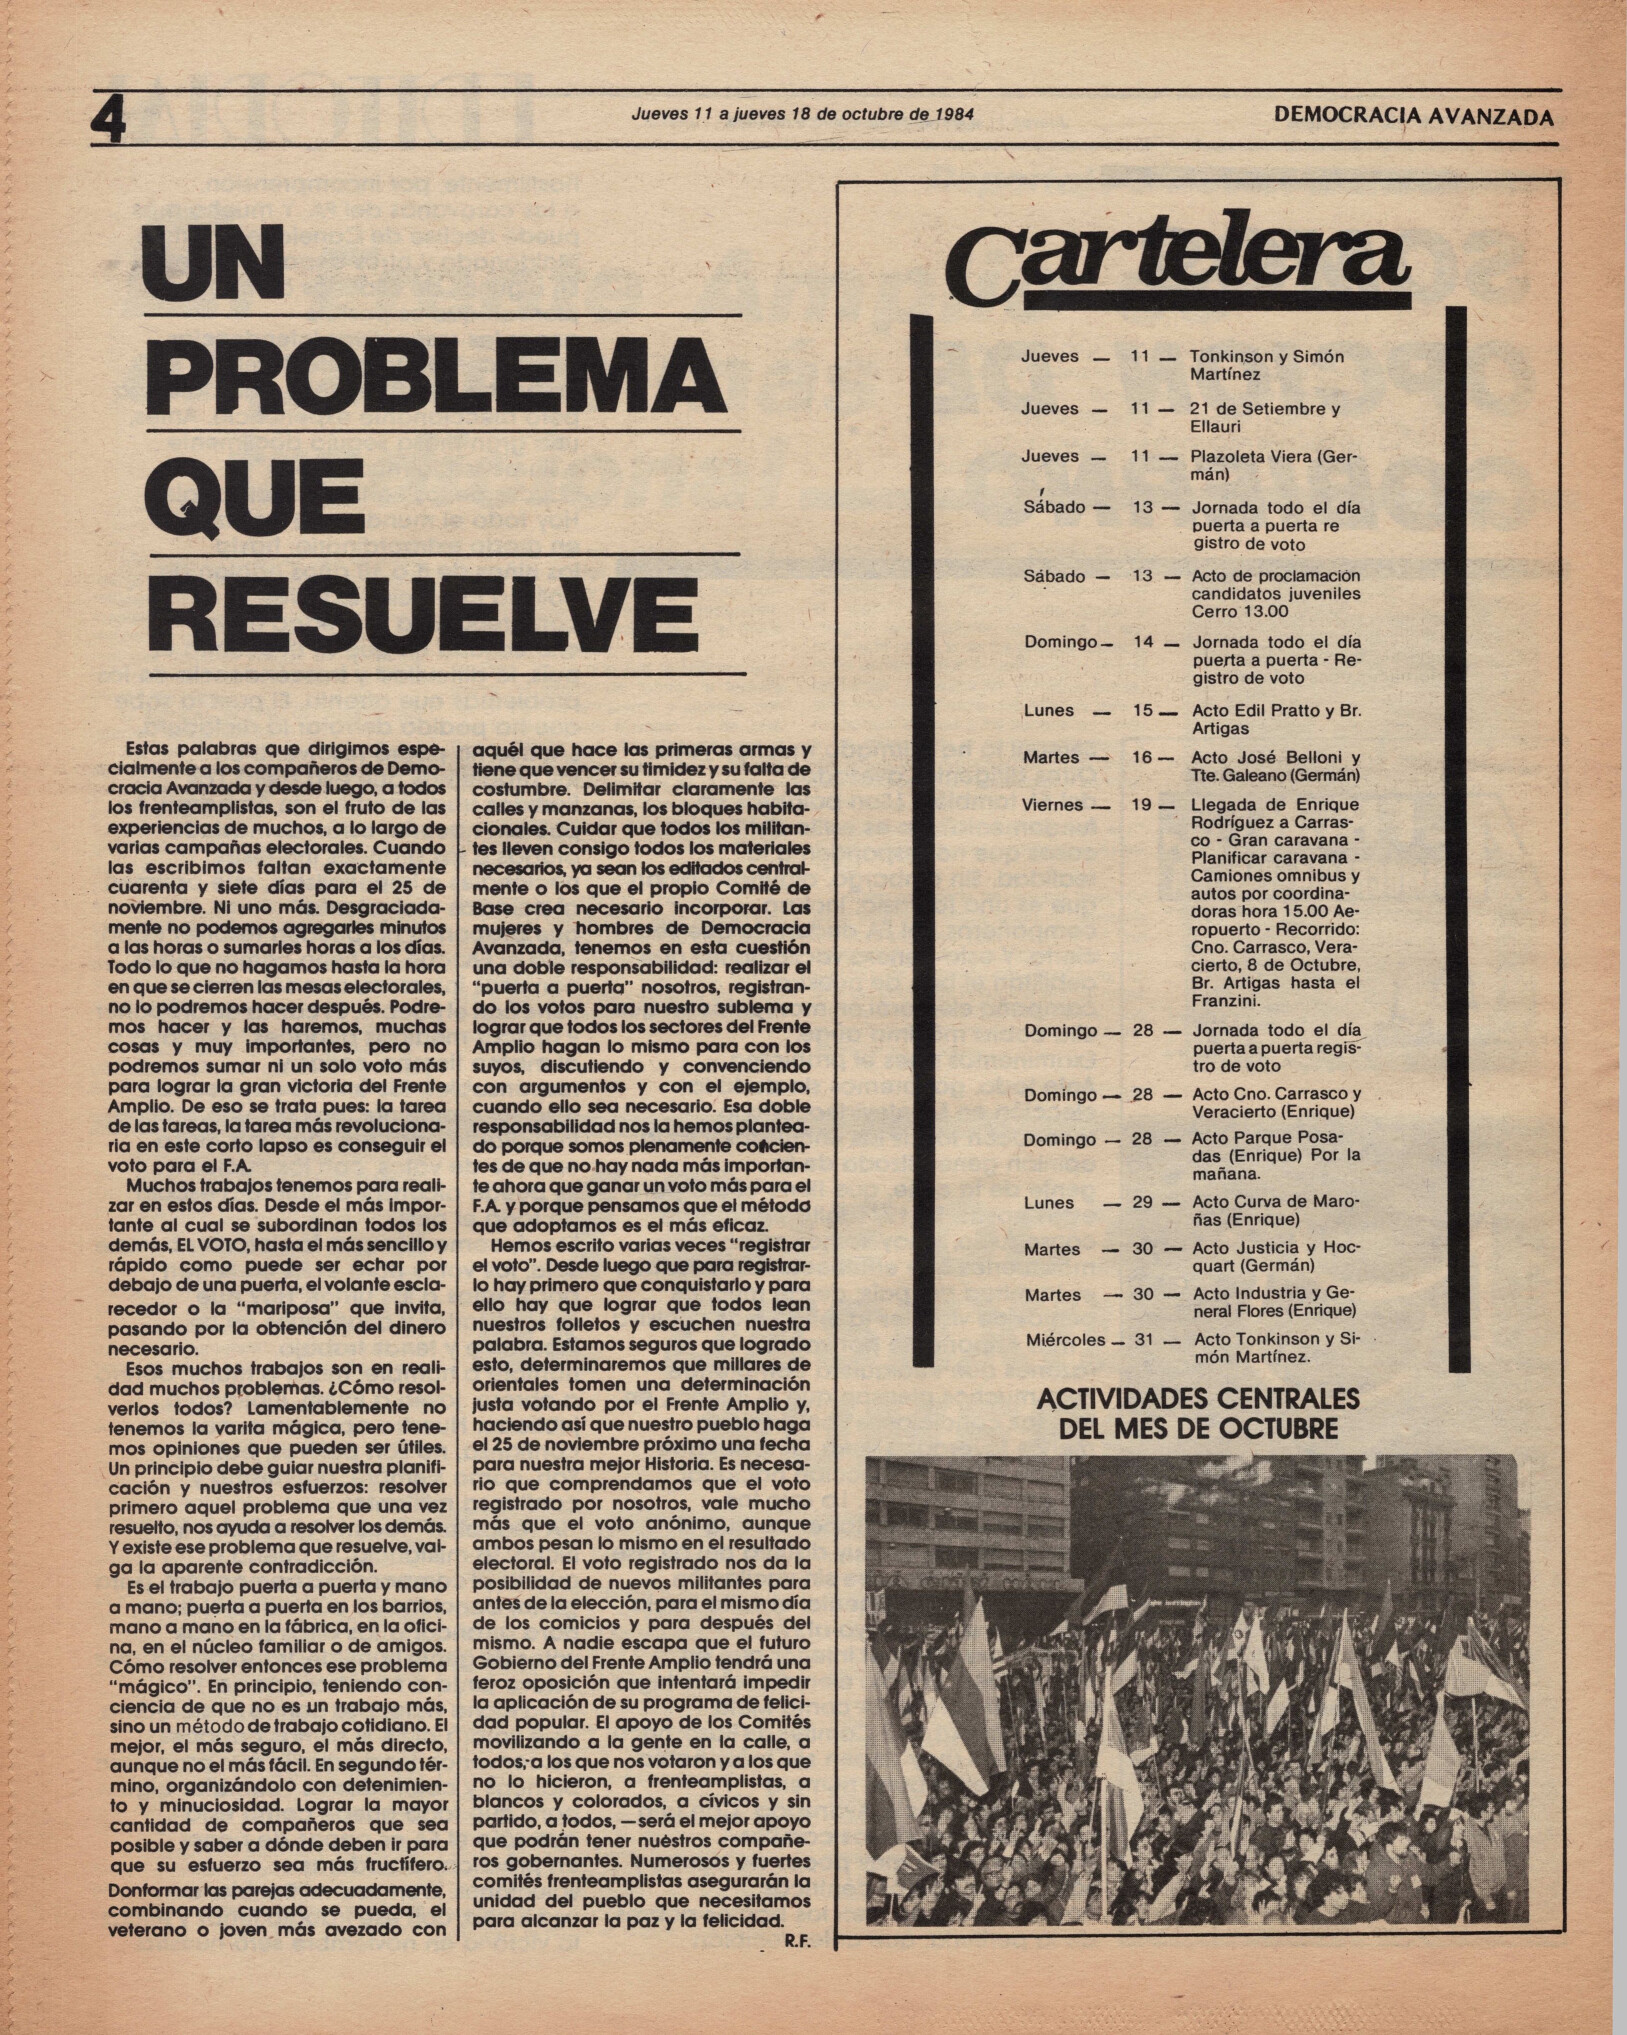 4
Jueves 11 a jueves 18 de octubre de 1984
DEMOCRACIA AVANZADA
UN
PROBLEMA
QUE
RESUELVE
Estas palabras que dirigimos espe-
cialmente a los compañeros de Demo-
cracia Avanzada y desde luego, a todos
los frenteamplistas, son el fruto de las
experiencias de muchos, a lo largo de
varias campañas electorales. Cuando
las escribimos faltan exactamente
cuarenta y siete días para el 25 de
noviembre. Ni uno más. Desgraciada-
mente no podemos agregarles minutos
a las horas o sumarles horas a los días.
Todo lo que no hagamos hasta la hora
en que se cierren las mesas electorales,
no lo podremos hacer después. Podre-
mos hacer y las haremos, muchas
cosas y muy importantes, pero no
podremos sumar ni un solo voto más
para lograr la gran victoria del Frente
Amplio. De eso se trata pues: la tarea
de las tareas, la tarea más revoluciona-
ria en este corto lapso es conseguir el
voto para el F.A.
Muchos trabajos tenemos para reali-
zar en estos días. Desde el más impor-
tante al cual se subordinan todos los
demás, EL VOTO, hasta el más sencillo y
rápido como puede ser echar por
debajo de una puerta, el volante escla-
recedor o la "mariposa" que invita,
pasando por la obtención del dinero
necesario.
Esos muchos trabajos son en reali-
dad muchos problemas. ¿Cómo resol-
verlos todos? Lamentablemente no
tenemos la varita mágica, pero tene-
mos opiniones que pueden ser útiles.
Un principio debe guiar nuestra planifi-
cación y nuestros esfuerzos: resolver
primero aquel problema que una vez
resuelto, nos ayuda a resolver los demás.
Y existe ese problema que resuelve, val-
ga la aparente contradicción.
Es el trabajo puerta a puerta y mano
a mano; puerta a puerta en los barrios,
mano a mano en la fábrica, en la ofici-
na, en el núcleo familiar o de amigos.
Cómo resolver entonces ese problema
"mágico". En principio, teniendo con-
ciencia de que no es un trabajo más,
sino un método de trabajo cotidiano. El
mejor, el más seguro, el más directo,
aunque no el más fácil. En segundo tér-
mino, organizándolo con detenimien-
to y minuciosidad. Lograr la mayor
cantidad de compañeros que sea
posible y saber a dónde deben ir para
que su esfuerzo sea más fructífero.
Donformar las parejas adecuadamente,
combinando cuando se pueda, el
veterano o joven más avezado con
aquél que hace las primeras armas y
tiene que vencer su timidez y su falta de
costumbre. Delimitar claramente las
calles y manzanas, los bloques habita-
cionales. Cuidar que todos los militan-
tes lleven consigo todos los materiales
necesarios, ya sean los editados central-
mente o los que el propio Comité de
Base crea necesario incorporar. Las
mujeres y hombres de Democracia
Avanzada, tenemos en esta cuestión
una doble responsabilidad: realizar el
"puerta a puerta" nosotros, registran-
do los votos para nuestro sublema y
lograr que todos los sectores del Frente
Amplio hagan lo mismo para con los
suyos, discutiendo y convenciendo
con argumentos y con el ejemplo,
cuando ello sea necesario. Esa doble
responsabilidad nos la hemos plantea-
do porque somos plenamente concien-
tes de que no hay nada más importan-
te ahora que ganar un voto más para el
F.A. y porque pensamos que el método
que adoptamos es el más eficaz.
Hemos escrito varias veces "registrar
el voto". Desde luego que para registrar-
lo hay primero que conquistarlo y para
ello hay que lograr que todos lean
nuestros folletos y escuchen nuestra
palabra. Estamos seguros que logrado
esto, determinaremos que millares de
orientales tomen una determinación
justa votando por el Frente Amplio y,
haciendo así que nuestro pueblo haga
el 25 de noviembre próximo una fecha
para nuestra mejor Historia. Es necesa-
rio que comprendamos que el voto
registrado por nosotros, vale mucho
más que el voto anónimo, aunque
ambos pesan lo mismo en el resultado
electoral. El voto registrado nos da la
posibilidad de nuevos militantes para
antes de la elección, para el mismo día
de los comicios y para después del
mismo. A nadie escapa que el futuro
Gobierno del Frente Amplio tendrá una
feroz oposición que intentará impedir
la aplicación de su programa de felici-
dad popular. El apoyo de los Comités
movilizando a la gente en la calle, a
todos, a los que nos votaron y a los que
no lo hicieron, a frenteamplistas, a
blancos y colorados, a cívicos y sin
partido, a todos, —será el mejor apoyo
que podrán tener nuestros compañe-
ros gobernantes. Numerosos y fuertes
comités frenteamplistas asegurarán la
unidad del pueblo que necesitamos
para alcanzar la paz y la felicidad.
R.F.
Cartelera
Jueves — 11 — Tonkinson y Simón
Martínez
Jueves — 11 — 21 de Setiembre y
Ellauri
Jueves — 11 — Plazoleta Viera (Ger-
mán)
Sábado — 13 — Jornada todo el día
puerta a puerta re
gistro de voto
Sábado — 13 — Acto de proclamación
candidatos juveniles
Cerro 13.00
Domingo — 14 — Jornada todo el día
puerta a puerta - Re-
gistro de voto
Lunes — 15 — Acto Edil Pratto y Br.
Artigas
Martes — 16 — Acto José Belloni y
Tte. Galeano (Germán)
Viernes — 19 — Llegada de Enrique
Rodríguez a Carras-
co - Gran caravana -
Planificar caravana -
Camiones omnibus y
autos por coordina-
doras hora 15.00 Ae-
ropuerto - Recorrido:
Cno. Carrasco, Vera-
cierto, 8 de Octubre,
Br. Artigas hasta el
Franzini.
Domingo — 28 — Jornada todo el día
puerta a puerta regis-
tro de voto
Domingo — 28 — Acto Cno. Carrasco y
Veracierto (Enrique)
Domingo — 28 — Acto Parque Posa-
das (Enrique) Por la
mañana.
Lunes — 29 — Acto Curva de Maro-
ñas (Enrique)
Martes — 30 — Acto Justicia y Hoc-
quart (Germán)
Martes — 30 — Acto Industria y Ge-
neral Flores (Enrique)
Miércoles — 31 — Acto Tonkinson y Si-
món Martínez.
ACTIVIDADES CENTRALES
DEL MES DE OCTUBRE